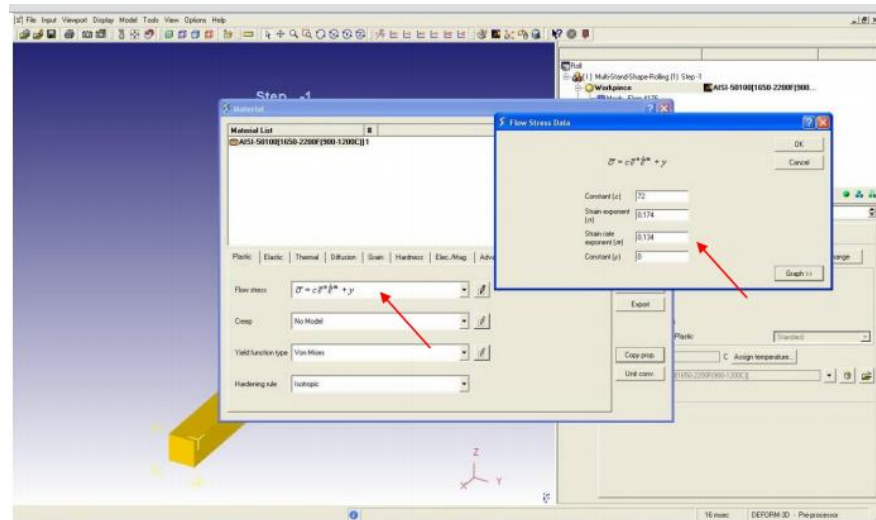 File Input Viewport Display Model Tools View Options Help
Step -1
Roll
[1] Multi-Stand-Shape-Rolling (1) Step -1
Workpiece
AISI-50100[1650-2200F(900...
Material
Material List
#
AISI-50100[1650-2200F(900-1200C)] 1
Plastic Elastic Thermal Diffusion Grain Hardness Elec./Mag
Flow stress
Creep
No Model
Yield function type
Von Mises
Hardening rule
Isotropic
Export
Copy prop.
Unit conv.
Flow Stress Data
σ̄ = c ε̄ⁿ ε̄̇ᵐ + y
OK
Cancel
Constant (c) 72
Strain exponent (n) 0.174
Strain rate exponent (m) 0.134
Constant (y) 0
Graph >>
Plastic
Standard
C Assign temperature...
Z
X Y
16 msec DEFORM-3D - Pre-processor